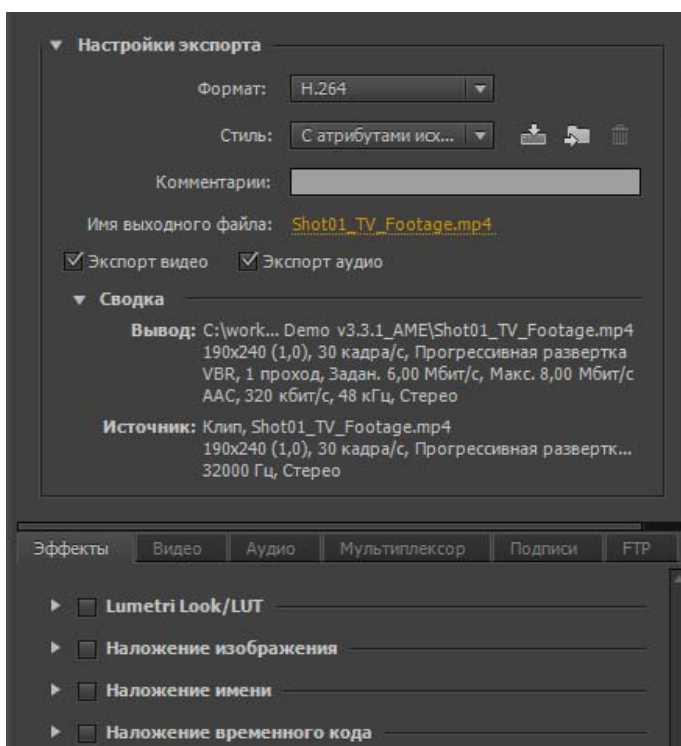 Настройки экспорта
Формат: H.264
Стиль: С атрибутами исх...
Комментарии:
Имя выходного файла: Shot01_TV_Footage.mp4
Экспорт видео Экспорт аудио
Сводка
Вывод: C:\work... Demo v3.3.1_AME\Shot01_TV_Footage.mp4
190x240 (1,0), 30 кадра/с, Прогрессивная развертка
VBR, 1 проход, Задан. 6,00 Мбит/с, Макс. 8,00 Мбит/с
AAC, 320 кбит/с, 48 кГц, Стерео
Источник: Клип, Shot01_TV_Footage.mp4
190x240 (1,0), 30 кадра/с, Прогрессивная развертк...
32000 Гц, Стерео
Эффекты Видео Аудио Мультиплексор Подписи FTP
Lumetri Look/LUT
Наложение изображения
Наложение имени
Наложение временного кода